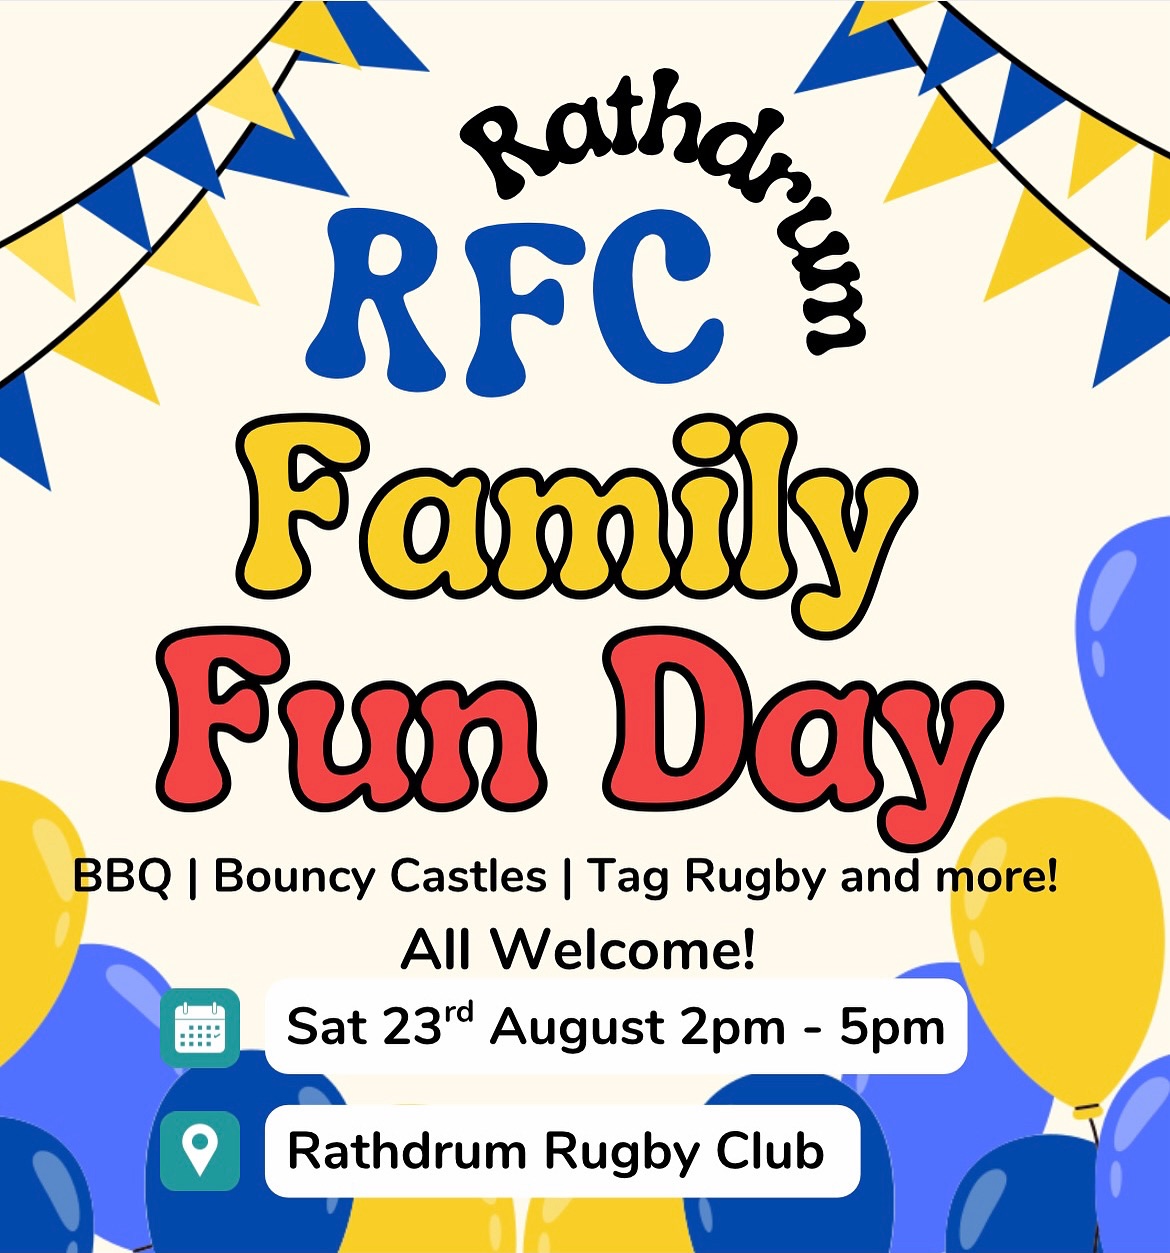 Rathdrum
RFC
Family
Fun Day
BBQ | Bouncy Castles | Tag Rugby and more!
All Welcome!
Sat 23rd August 2pm - 5pm
Rathdrum Rugby Club